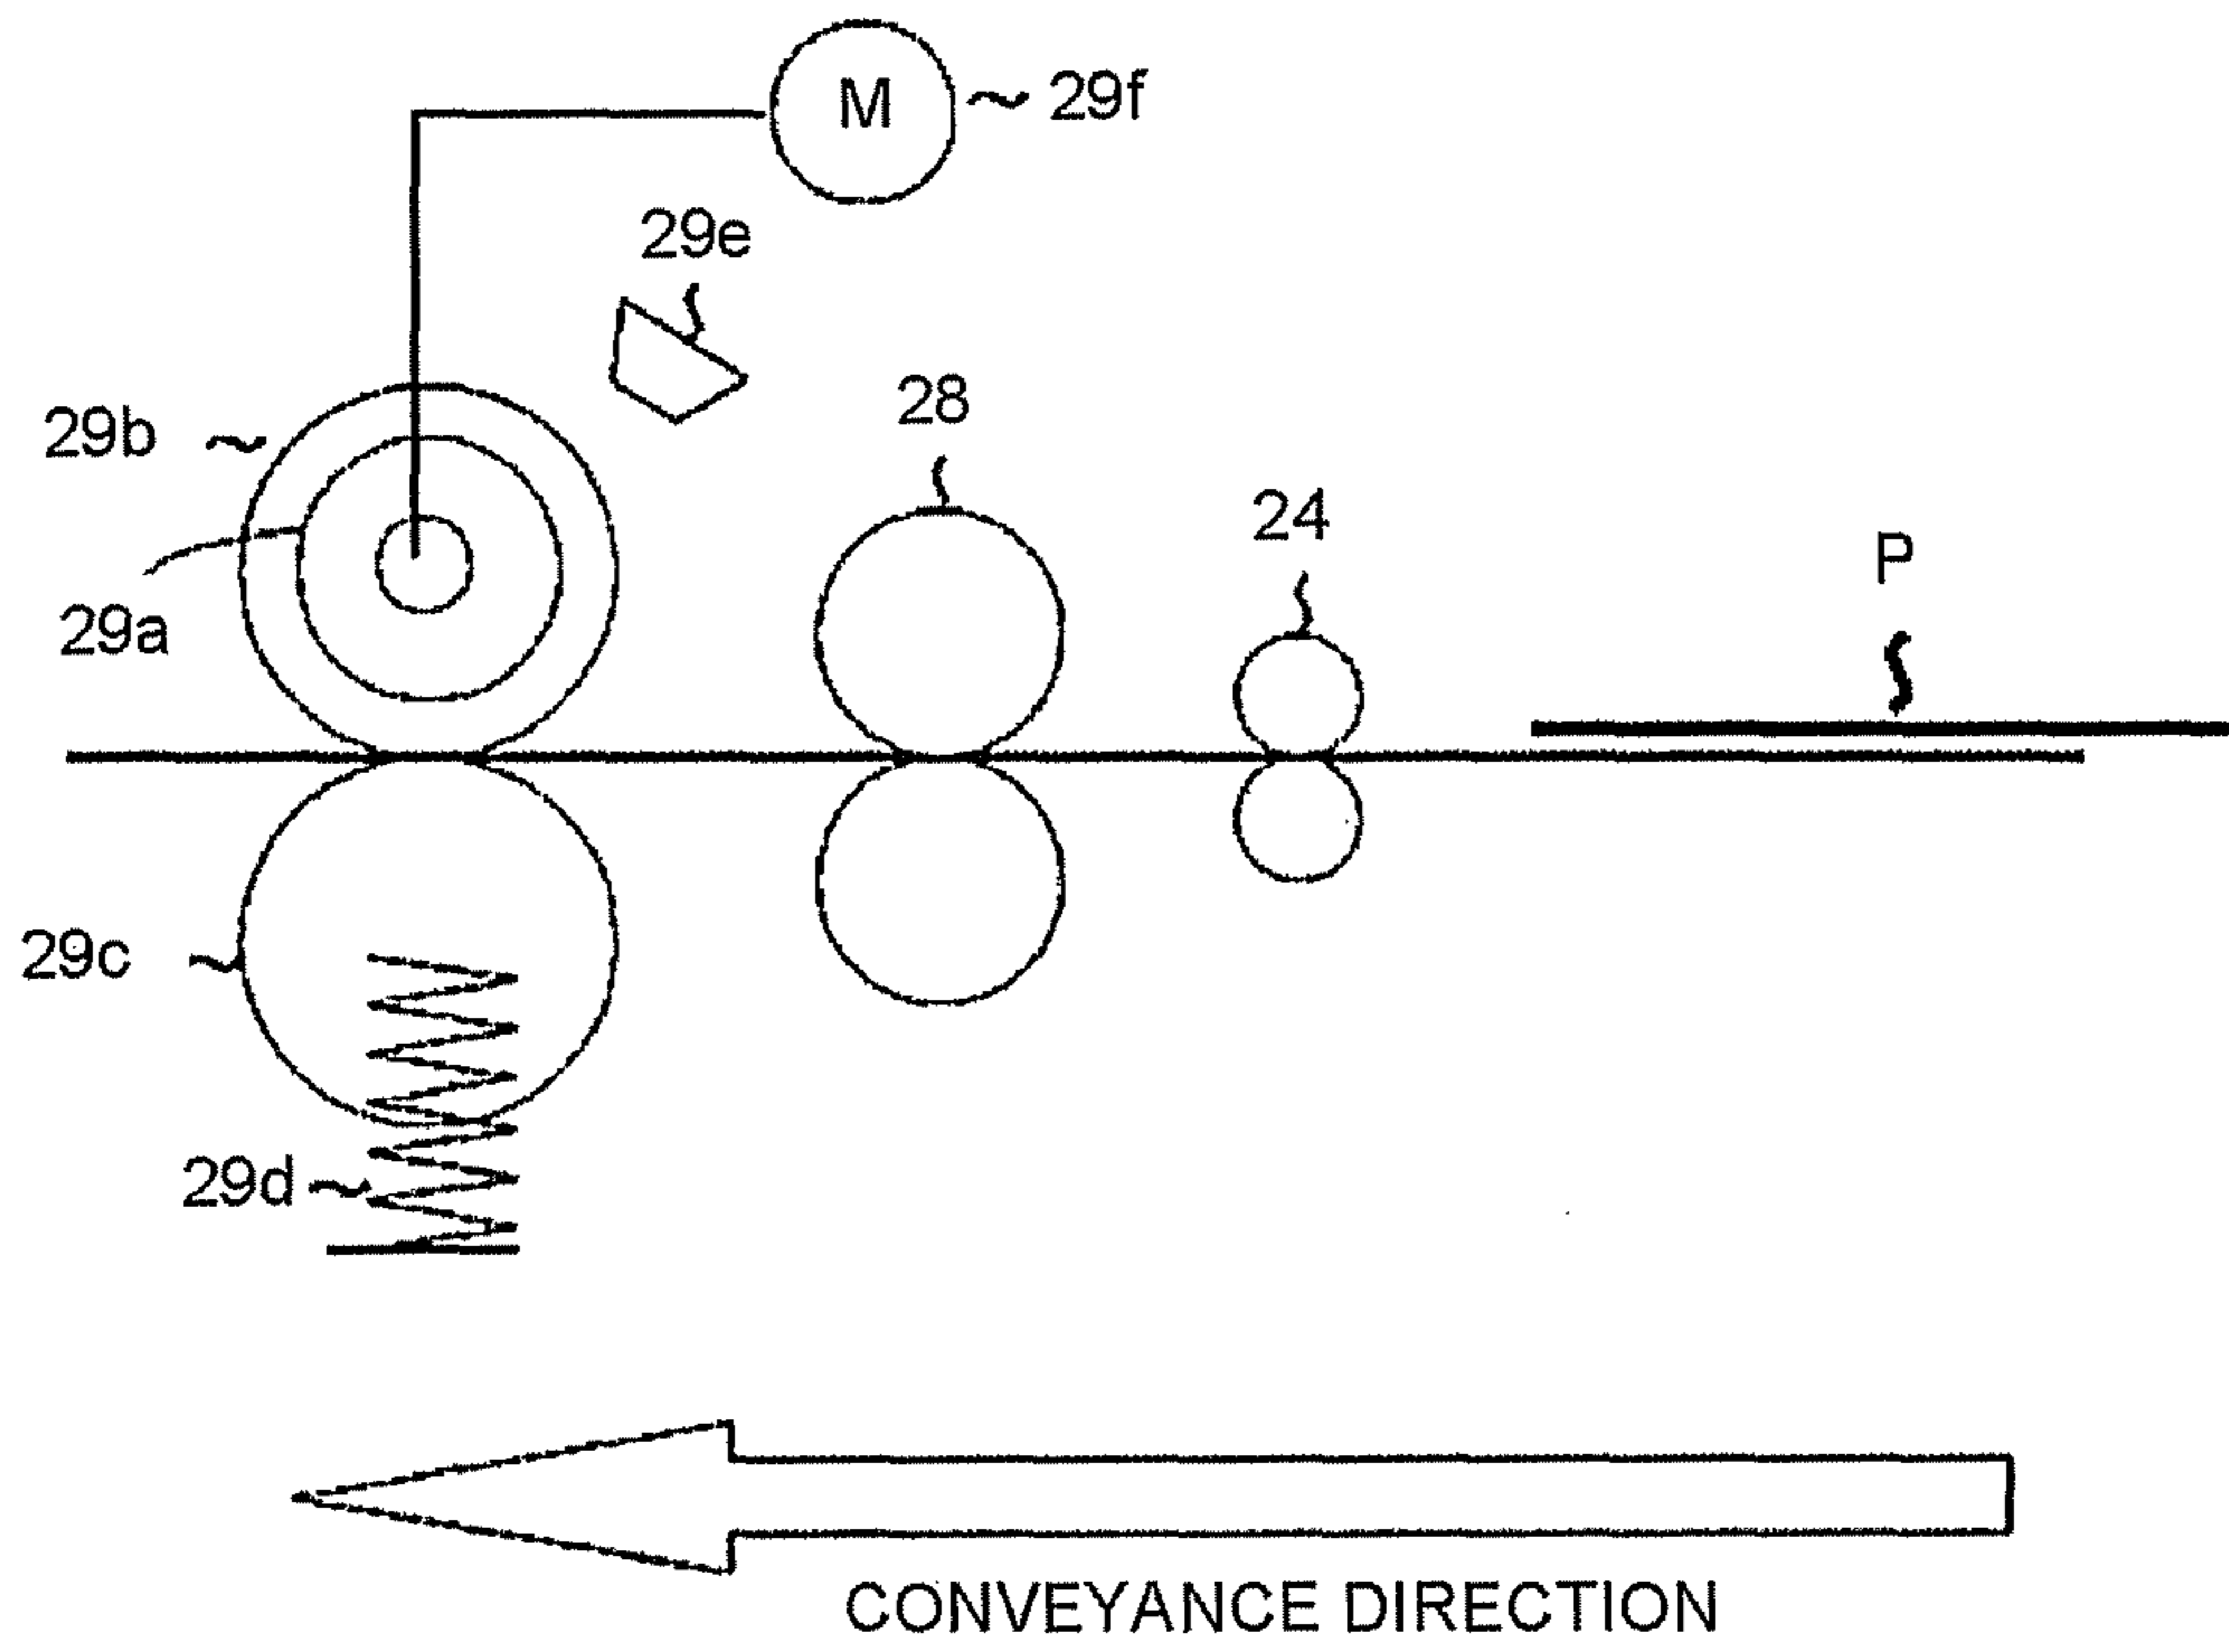 M
29f
29e
29b
28
24
P
29a
29c
29d
CONVEYANCE DIRECTION